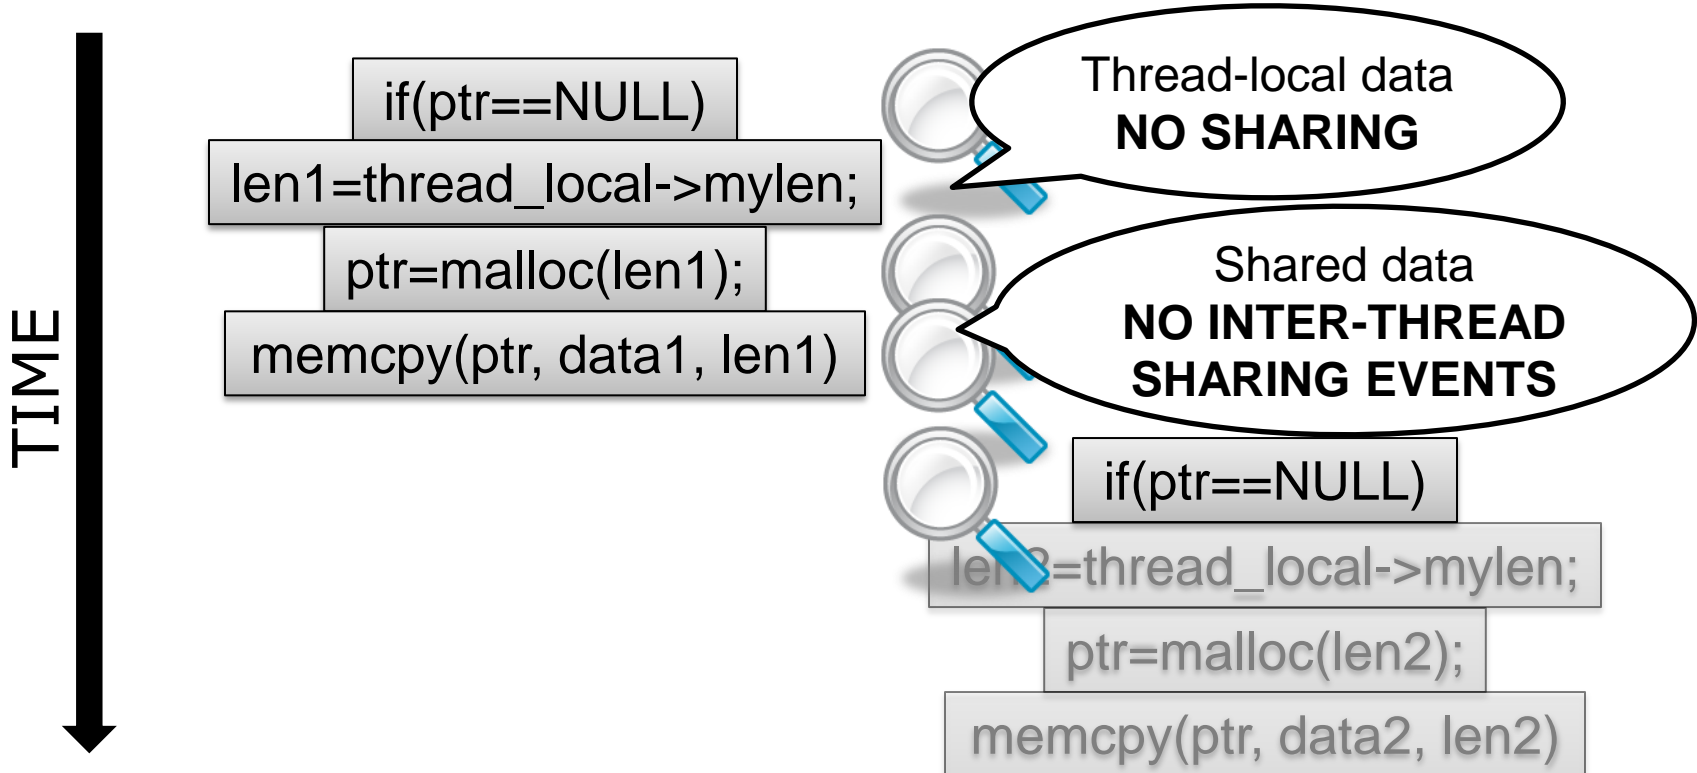 TIME
if(ptr==NULL)
len1=thread_local->mylen;
ptr=malloc(len1);
memcpy(ptr, data1, len1)
Thread-local data
NO SHARING
Shared data
NO INTER-THREAD
SHARING EVENTS
if(ptr==NULL)
len2=thread_local->mylen;
ptr=malloc(len2);
memcpy(ptr, data2, len2)